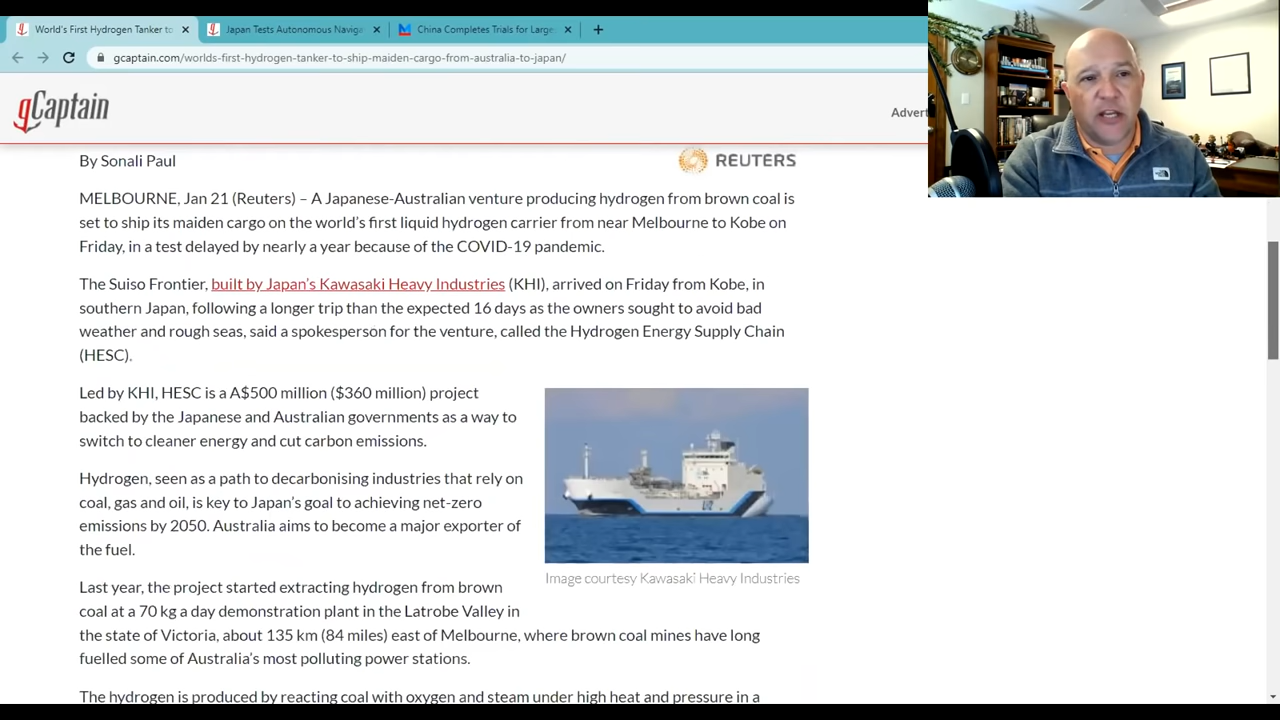 World's First Hydrogen Tanker to
Japan Tests Autonomous Naviga
China Completes Trials for Large
gcaptain.com/worlds-first-hydrogen-tanker-to-ship-maiden-cargo-from-australia-to-japan/
gCaptain
Advert
By Sonali Paul
REUTERS
MELBOURNE, Jan 21 (Reuters) – A Japanese-Australian venture producing hydrogen from brown coal is
set to ship its maiden cargo on the world's first liquid hydrogen carrier from near Melbourne to Kobe on
Friday, in a test delayed by nearly a year because of the COVID-19 pandemic.
The Suiso Frontier, built by Japan's Kawasaki Heavy Industries (KHI), arrived on Friday from Kobe, in
southern Japan, following a longer trip than the expected 16 days as the owners sought to avoid bad
weather and rough seas, said a spokesperson for the venture, called the Hydrogen Energy Supply Chain
(HESC).
Led by KHI, HESC is a A$500 million ($360 million) project
backed by the Japanese and Australian governments as a way to
switch to cleaner energy and cut carbon emissions.
Hydrogen, seen as a path to decarbonising industries that rely on
coal, gas and oil, is key to Japan's goal to achieving net-zero
emissions by 2050. Australia aims to become a major exporter of
the fuel.
Image courtesy Kawasaki Heavy Industries
Last year, the project started extracting hydrogen from brown
coal at a 70 kg a day demonstration plant in the Latrobe Valley in
the state of Victoria, about 135 km (84 miles) east of Melbourne, where brown coal mines have long
fuelled some of Australia's most polluting power stations.
The hydrogen is produced by reacting coal with oxygen and steam under high heat and pressure in a